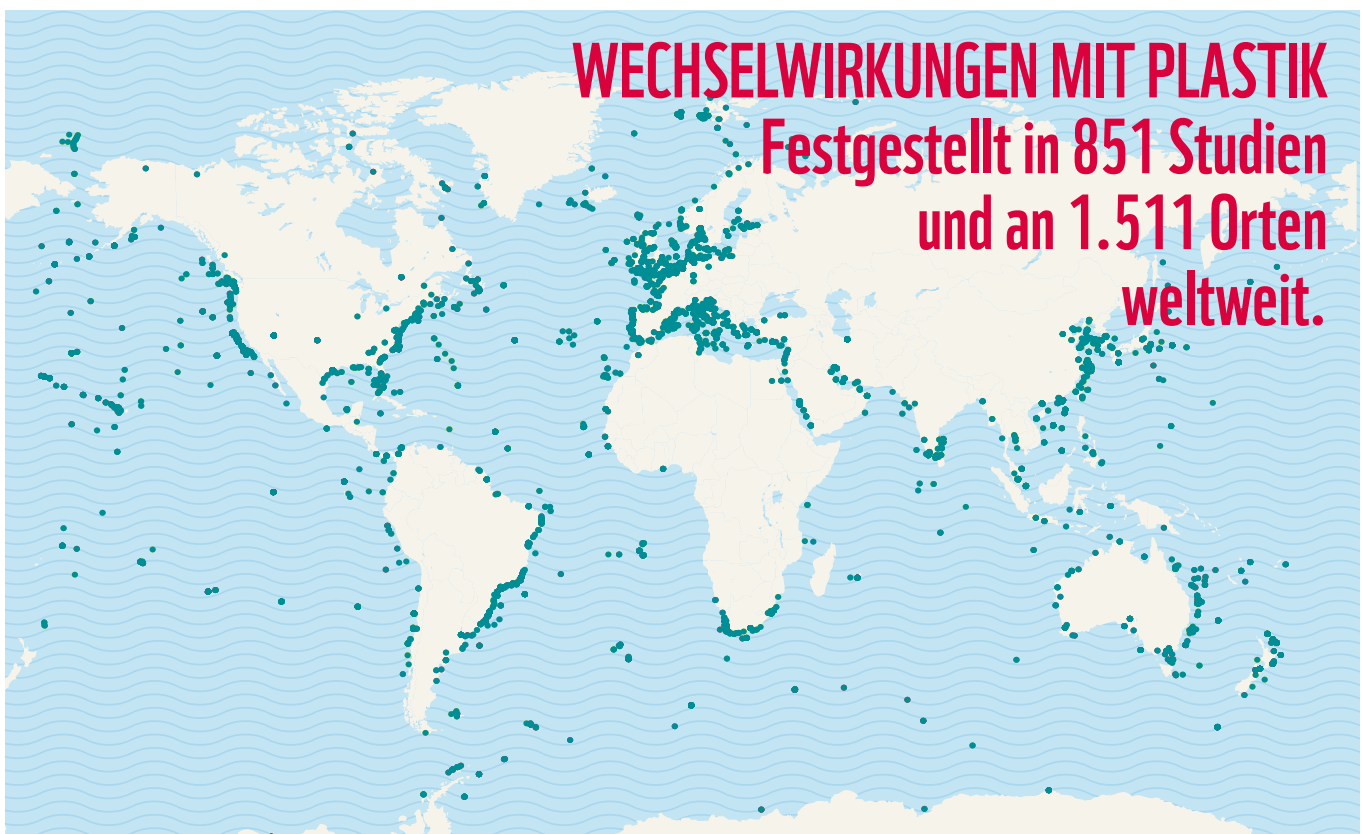 WECHSELWIRKUNGEN MIT PLASTIK
Festgestellt in 851 Studien
und an 1.511 Orten
weltweit.